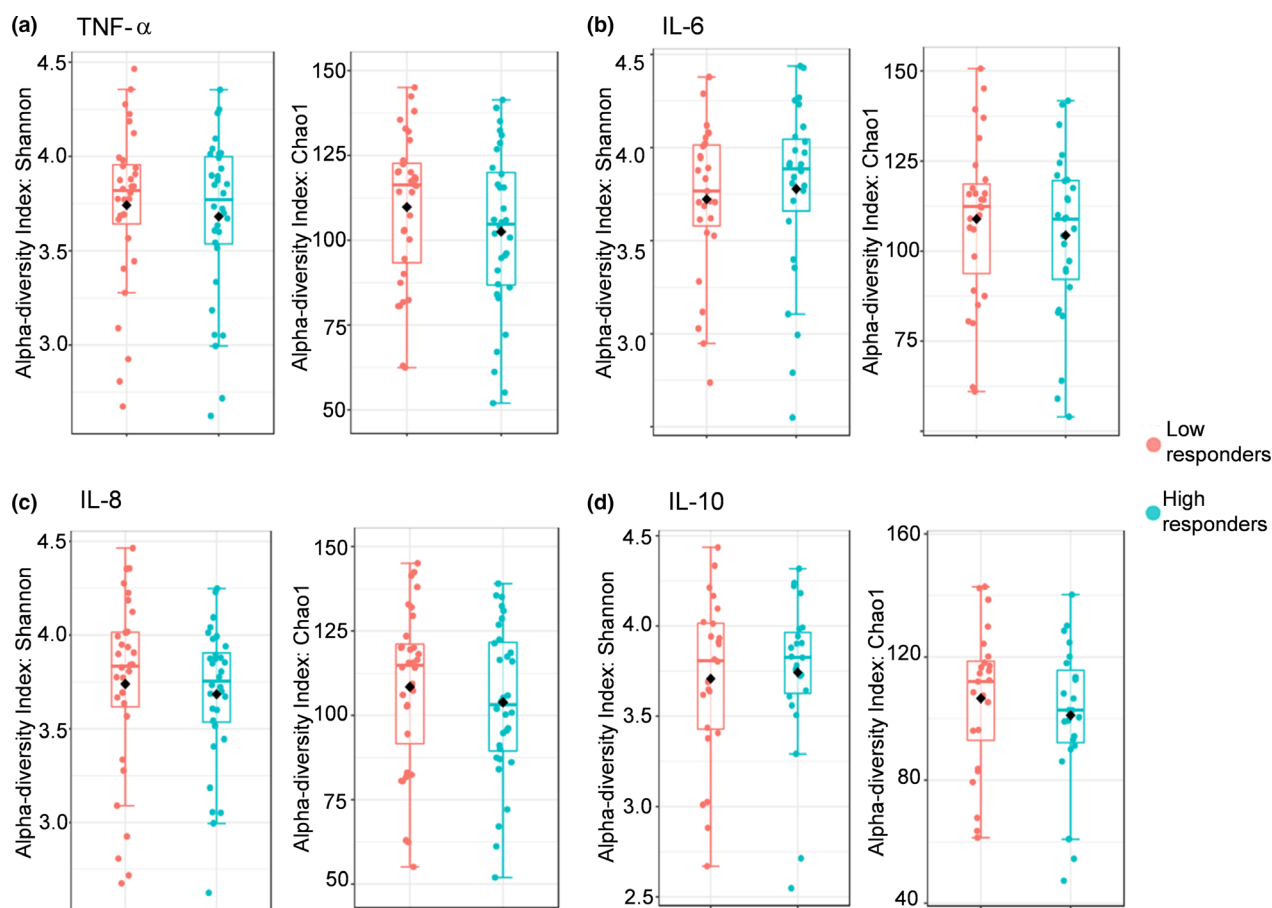 (a) TNF-α
Alpha-diversity Index: Shannon
4.5
4.0
3.5
3.0
Alpha-diversity Index: Chao1
150
125
100
75
50
(b) IL-6
Alpha-diversity Index: Shannon
4.5
4.0
3.5
3.0
Alpha-diversity Index: Chao1
150
125
100
75
Low
responders
High
responders
(c) IL-8
Alpha-diversity Index: Shannon
4.5
4.0
3.5
3.0
Alpha-diversity Index: Chao1
150
125
100
75
50
(d) IL-10
Alpha-diversity Index: Shannon
4.5
4.0
3.5
3.0
2.5
Alpha-diversity Index: Chao1
160
120
80
40